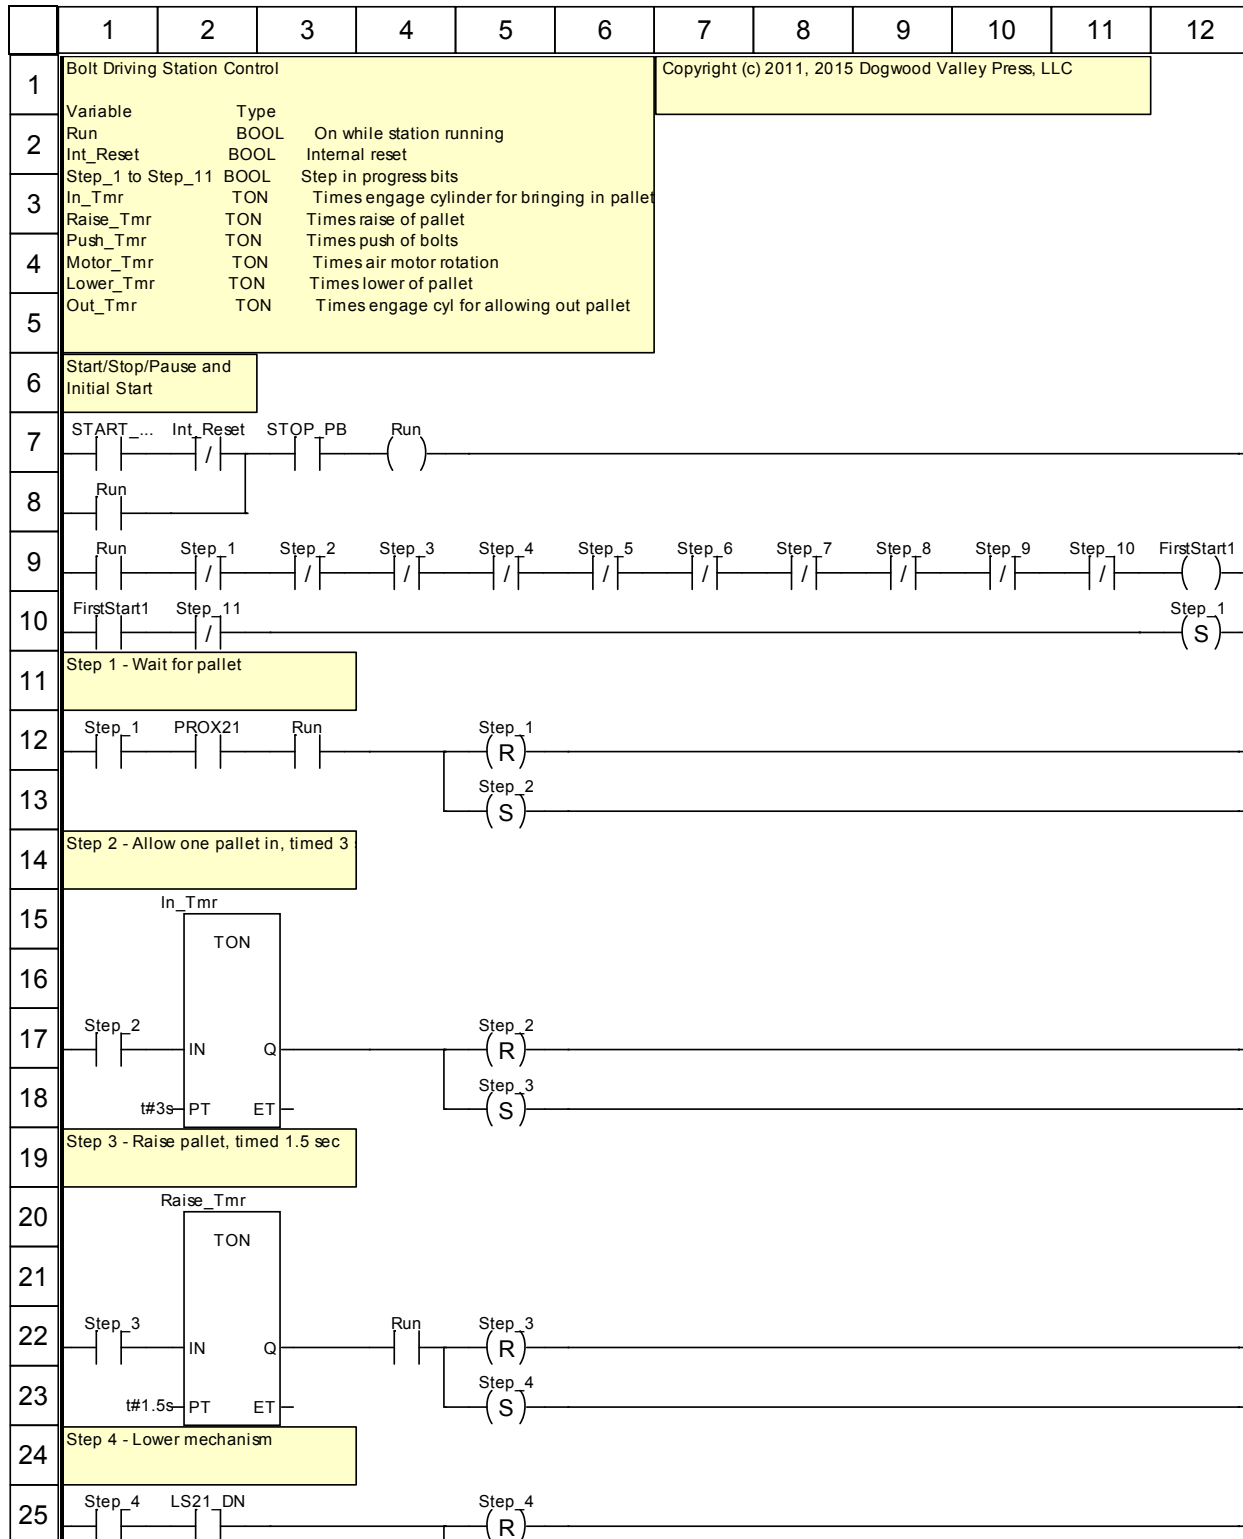 1 2 3 4 5 6 7 8 9 10 11 12
1
Bolt Driving Station Control
Copyright (c) 2011, 2015 Dogwood Valley Press, LLC
Variable Type
2
Run BOOL On while station running
Int_Reset BOOL Internal reset
Step_1 to Step_11 BOOL Step in progress bits
3
In_Tmr TON Times engage cylinder for bringing in pallet
Raise_Tmr TON Times raise of pallet
Push_Tmr TON Times push of bolts
4
Motor_Tmr TON Times air motor rotation
Lower_Tmr TON Times lower of pallet
Out_Tmr TON Times engage cyl for allowing out pallet
5
6
Start/Stop/Pause and
Initial Start
7
START_... Int_Reset STOP_PB Run
/
8
Run
9
Run Step_1 Step_2 Step_3 Step_4 Step_5 Step_6 Step_7 Step_8 Step_9 Step_10 FirstStart1
/ / / / / / / / / /
10
FirstStart1 Step_11 Step_1
/ S
11
Step 1 - Wait for pallet
12
Step_1 PROX21 Run Step_1
R
13
Step_2
S
14
Step 2 - Allow one pallet in, timed 3
15
In_Tmr
TON
16
17
Step_2 Step_2
IN Q R
18
Step_3
t#3s PT ET S
19
Step 3 - Raise pallet, timed 1.5 sec
20
Raise_Tmr
TON
21
22
Step_3 Run Step_3
IN Q R
23
Step_4
t#1.5s PT ET S
24
Step 4 - Lower mechanism
25
Step_4 LS21_DN Step_4
R